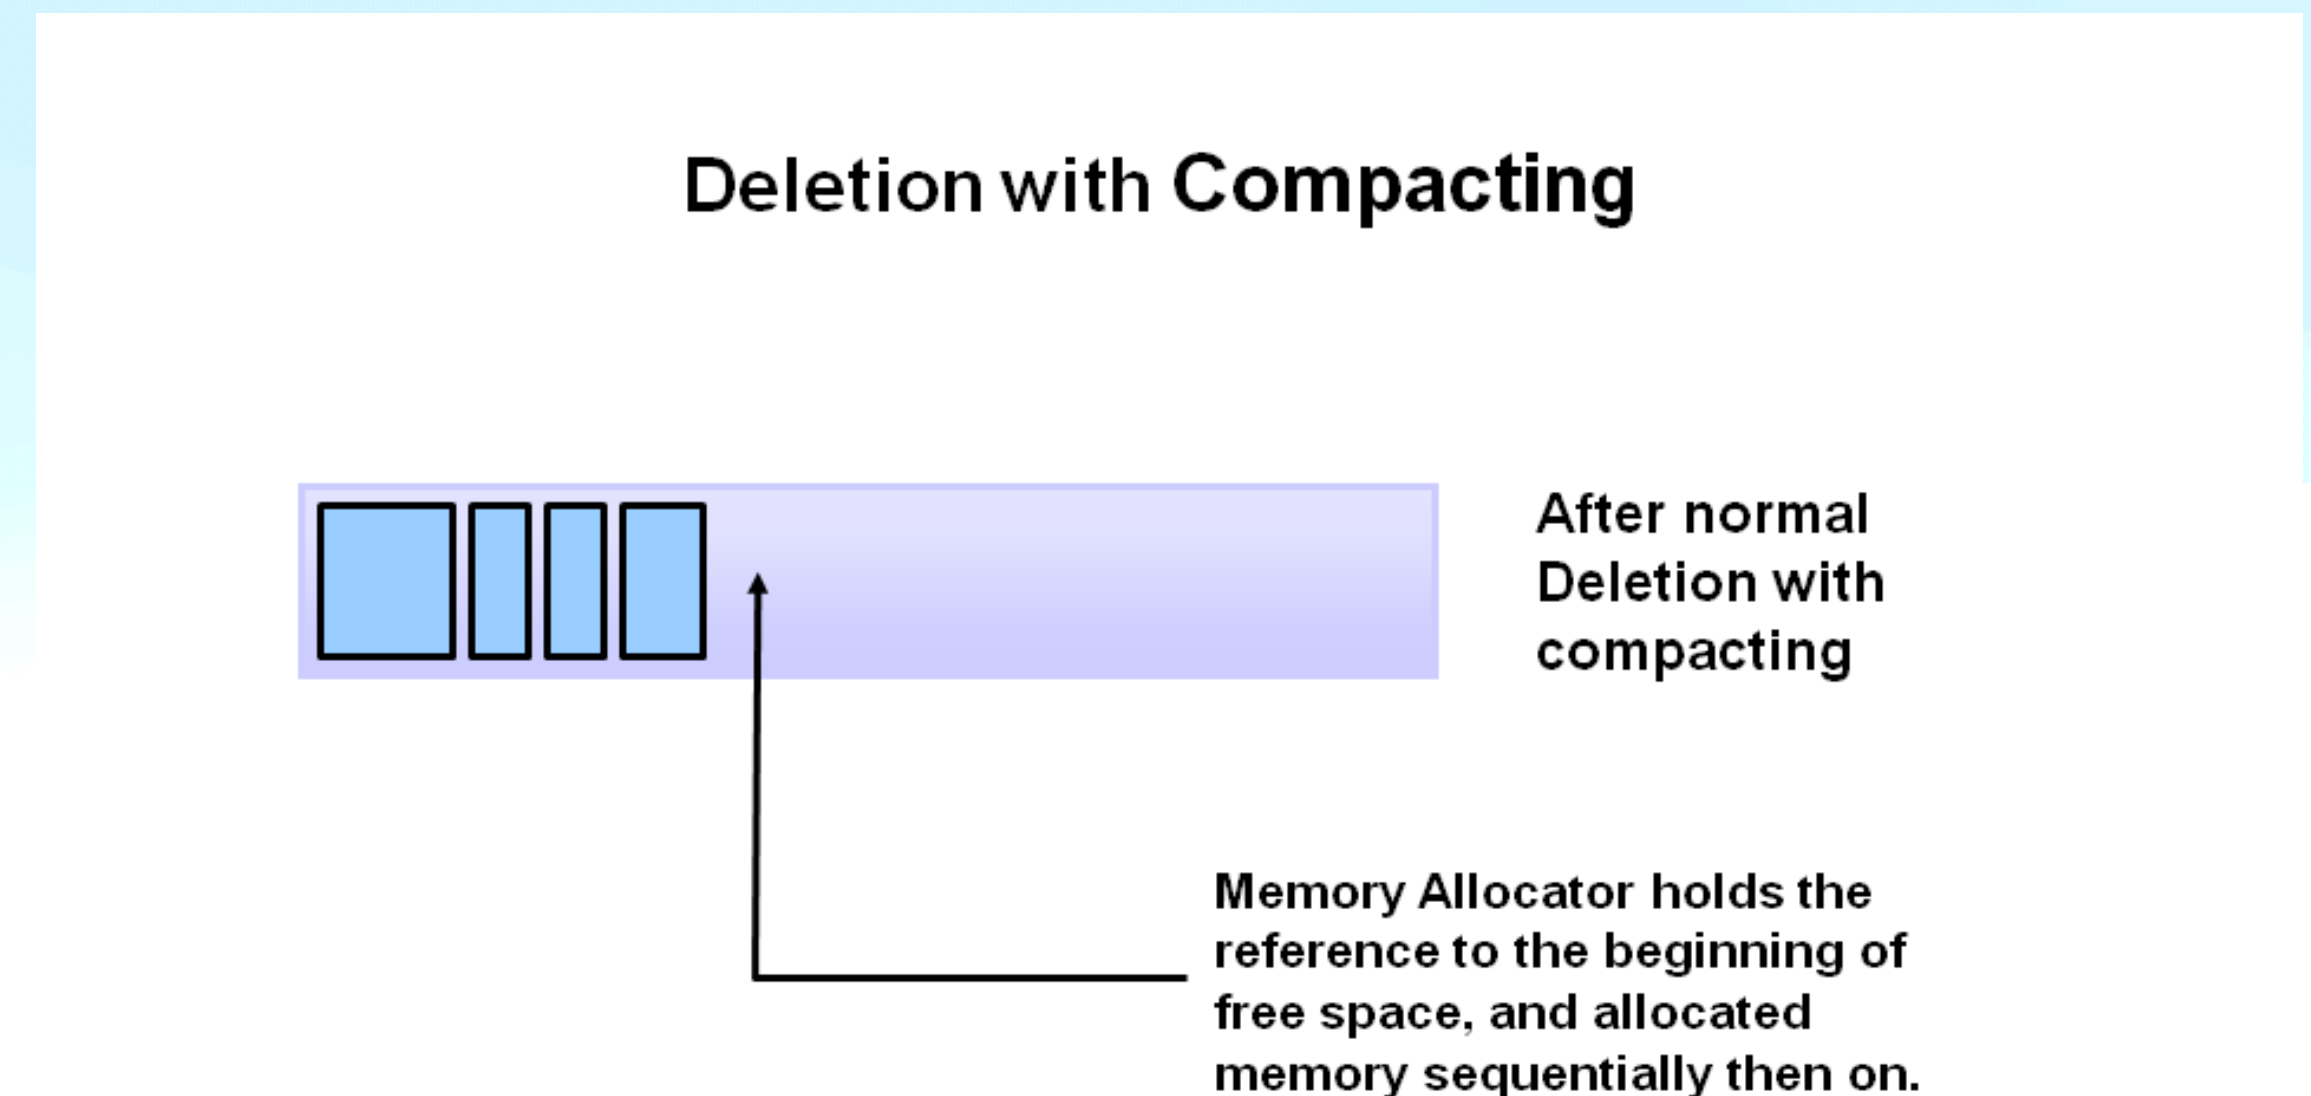 Deletion with Compacting
After normal
Deletion with
compacting
Memory Allocator holds the
reference to the beginning of
free space, and allocated
memory sequentially then on.